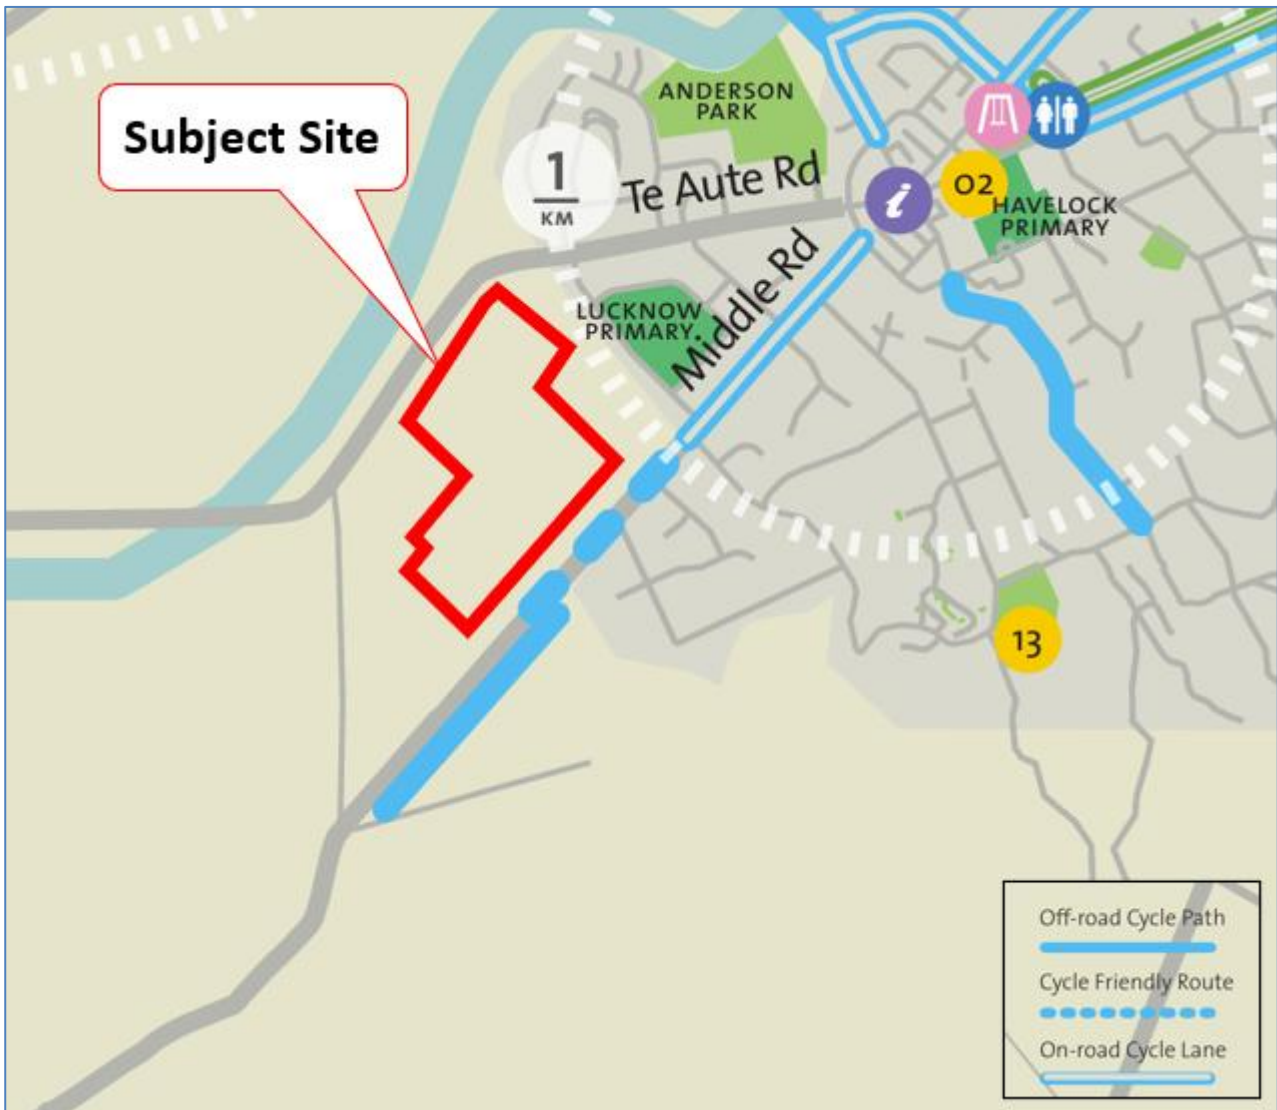 Subject Site
ANDERSON
PARK
1
KM
Te Aute Rd
i
02
HAVELOCK
PRIMARY
LUCKNOW
PRIMARY
Middle Rd
13
Off-road Cycle Path
Cycle Friendly Route
On-road Cycle Lane